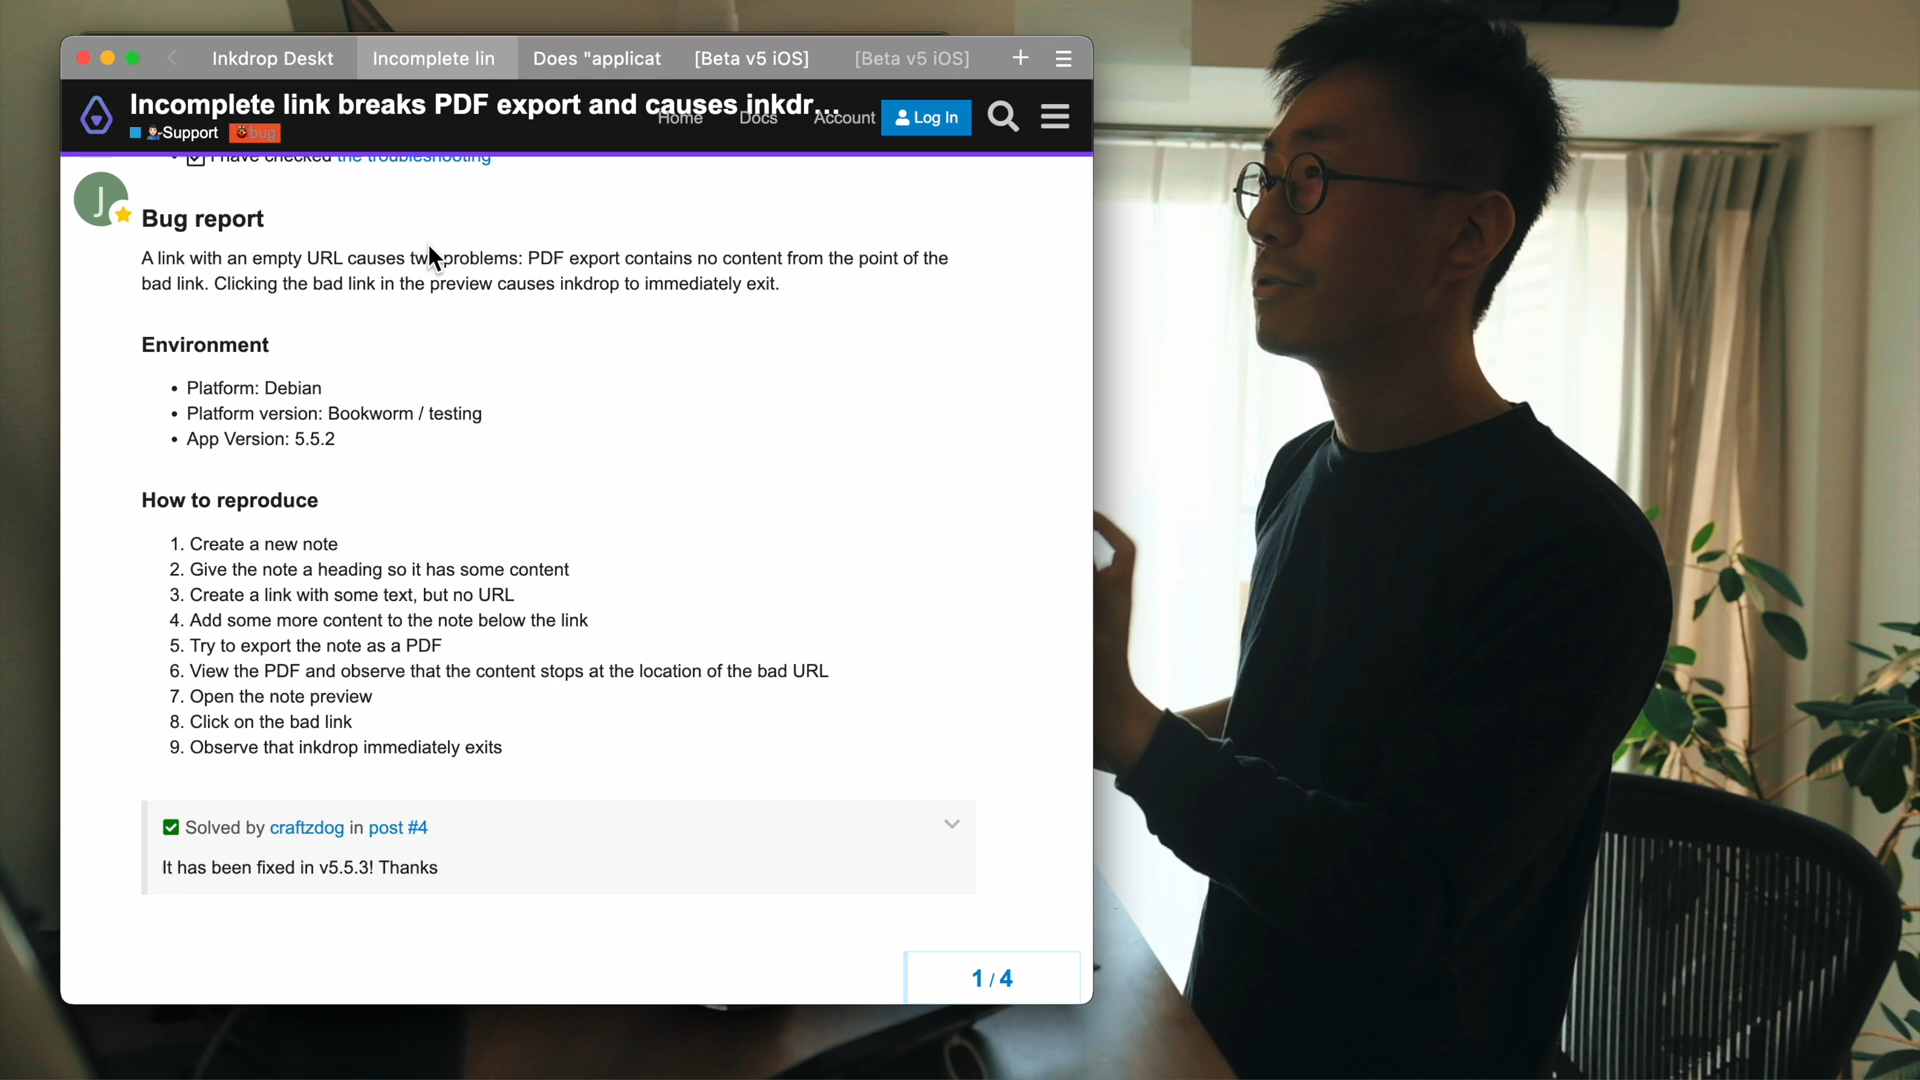 Inkdrop Deskt
Incomplete lin
Does "applicat
[Beta v5 iOS]
[Beta v5 iOS]
Incomplete link breaks PDF export and causes inkdr…
Home
Docs
Account
Log In
Support
bug
I have checked the troubleshooting
J
Bug report
A link with an empty URL causes two problems: PDF export contains no content from the point of the
bad link. Clicking the bad link in the preview causes inkdrop to immediately exit.
Environment
• Platform: Debian
• Platform version: Bookworm / testing
• App Version: 5.5.2
How to reproduce
1. Create a new note
2. Give the note a heading so it has some content
3. Create a link with some text, but no URL
4. Add some more content to the note below the link
5. Try to export the note as a PDF
6. View the PDF and observe that the content stops at the location of the bad URL
7. Open the note preview
8. Click on the bad link
9. Observe that inkdrop immediately exits
Solved by craftzdog in post #4
It has been fixed in v5.5.3! Thanks
1 / 4